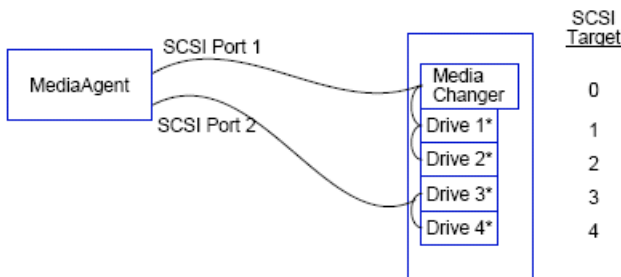 SCSI
Target
SCSI Port 1
MediaAgent
Media
Changer
0
SCSI Port 2
Drive 1*
1
Drive 2*
2
Drive 3*
3
Drive 4*
4